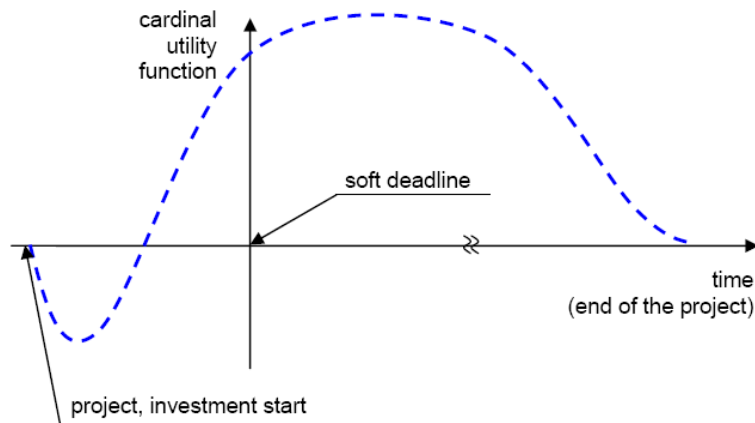 cardinal
utility
function
soft deadline
time
(end of the project)
project, investment start